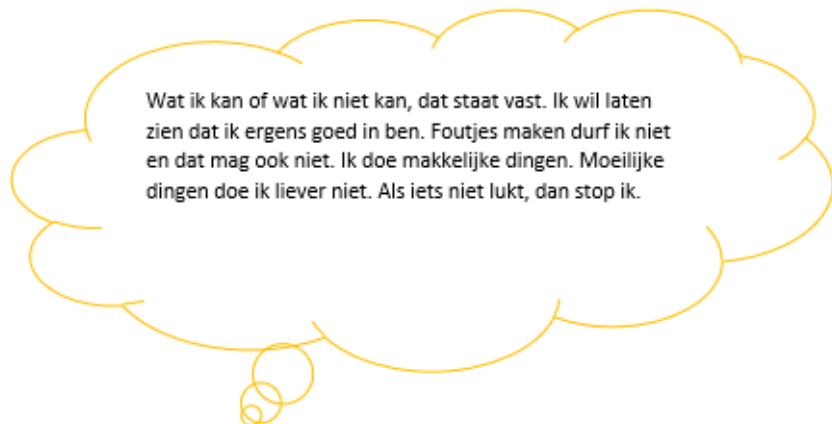 Wat ik kan of wat ik niet kan, dat staat vast. Ik wil laten
zien dat ik ergens goed in ben. Foutjes maken durf ik niet
en dat mag ook niet. Ik doe makkelijke dingen. Moeilijke
dingen doe ik liever niet. Als iets niet lukt, dan stop ik.